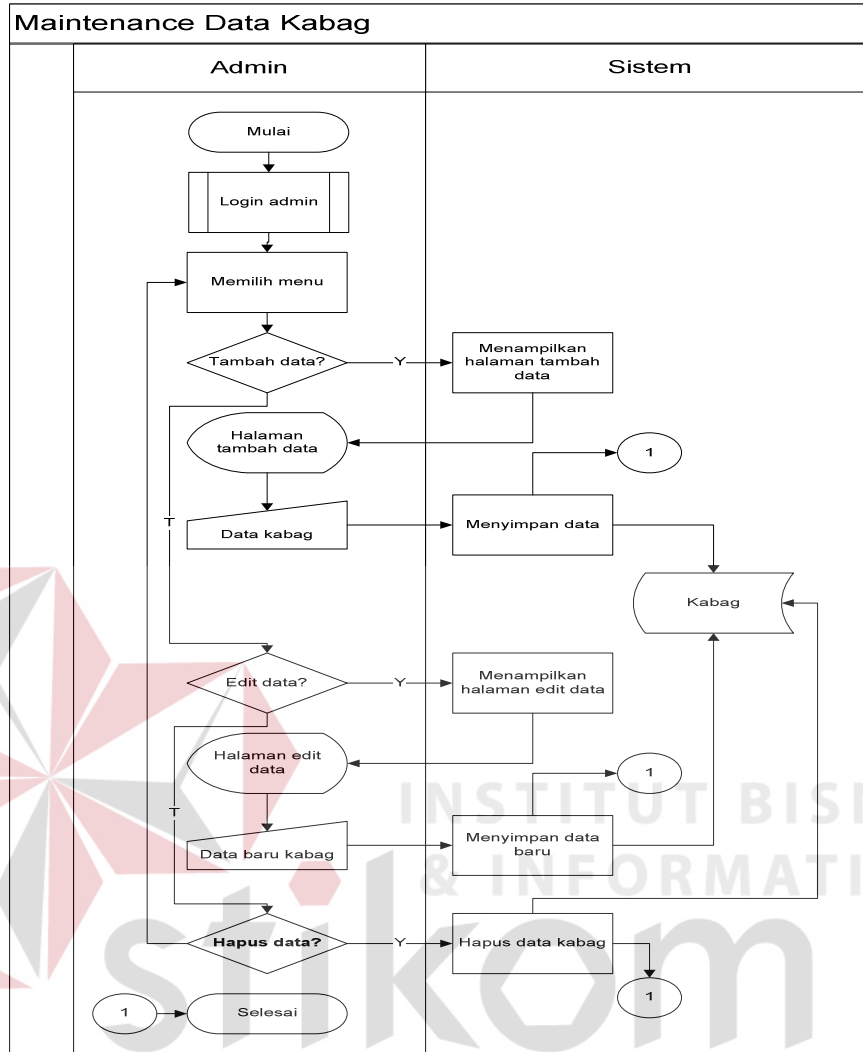 Maintenance Data Kabag
Admin
Sistem
Mulai
Login admin
Memilih menu
Tambah data?
Y
Menampilkan
halaman tambah
data
Halaman
tambah data
1
T
Data kabag
Menyimpan data
Kabag
Edit data?
Y
Menampilkan
halaman edit data
Halaman edit
data
1
T
Data baru kabag
Menyimpan data
baru
Hapus data?
Y
Hapus data kabag
1
1
Selesai
INSTITUT BISN
& INFORMATI
stikom